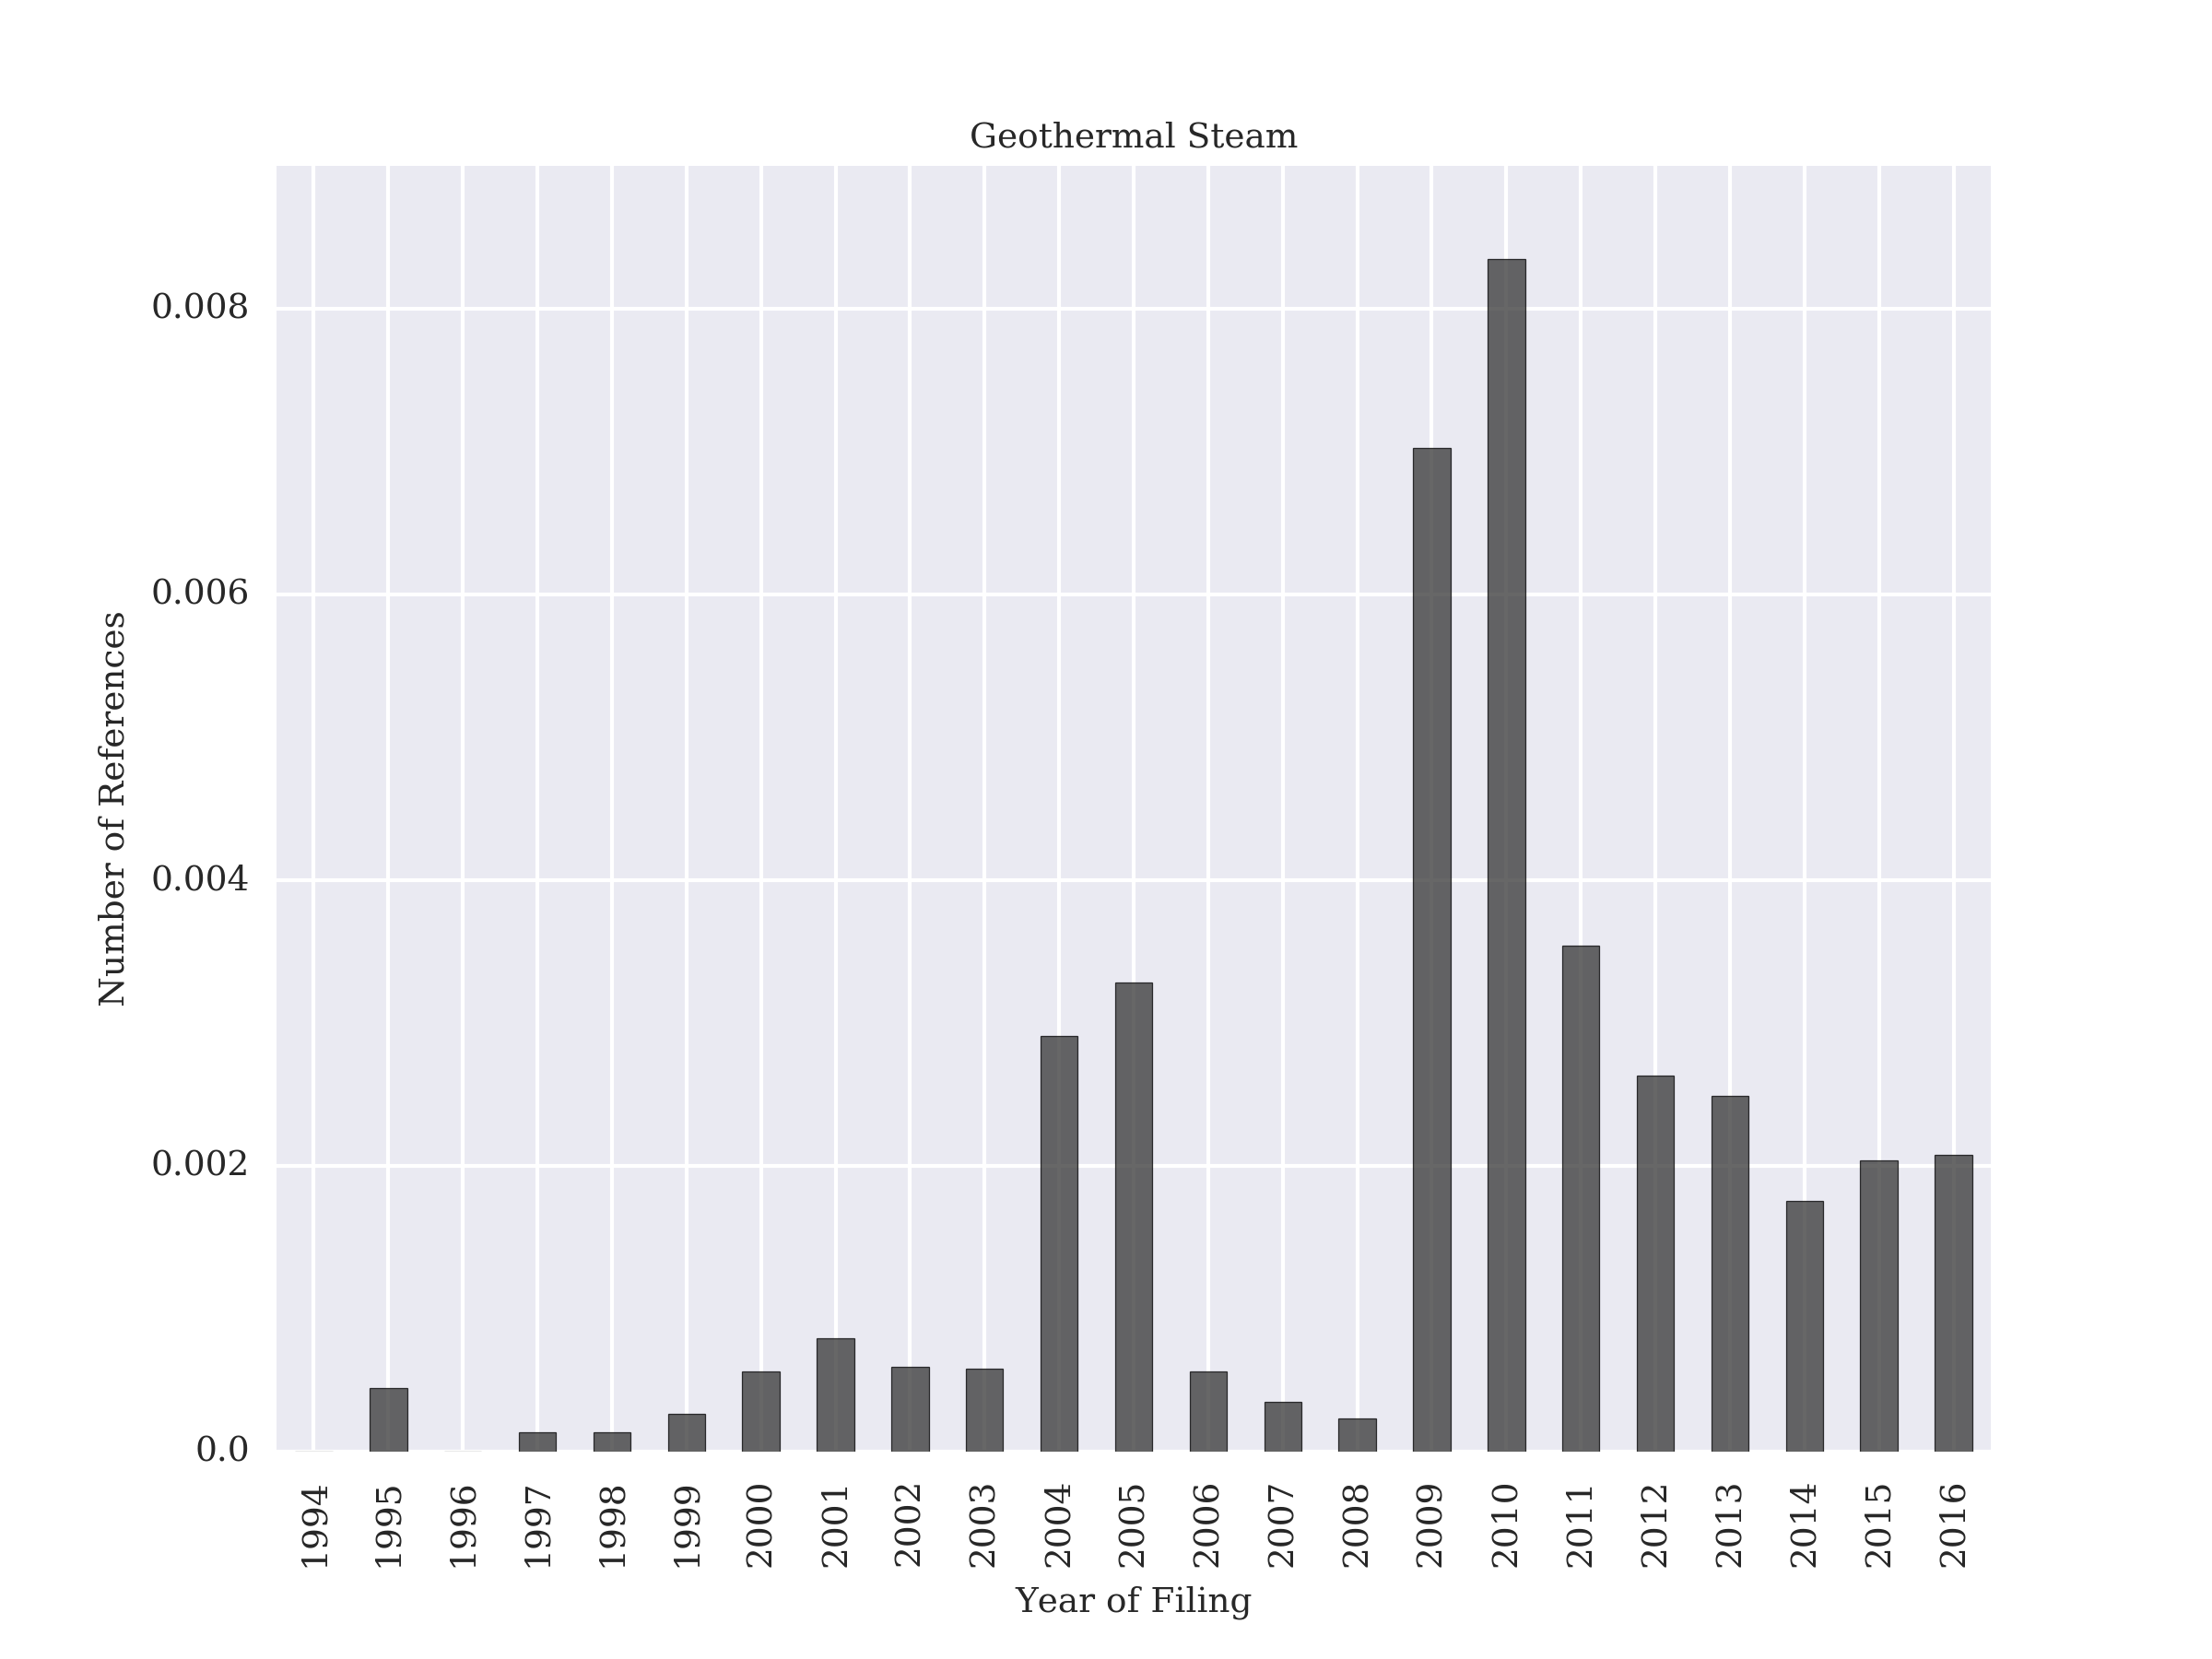 Geothermal Steam
Number of References
0.008
0.006
0.004
0.002
0.0
1994 1995 1996 1997 1998 1999 2000 2001 2002 2003 2004 2005 2006 2007 2008 2009 2010 2011 2012 2013 2014 2015 2016
Year of Filing